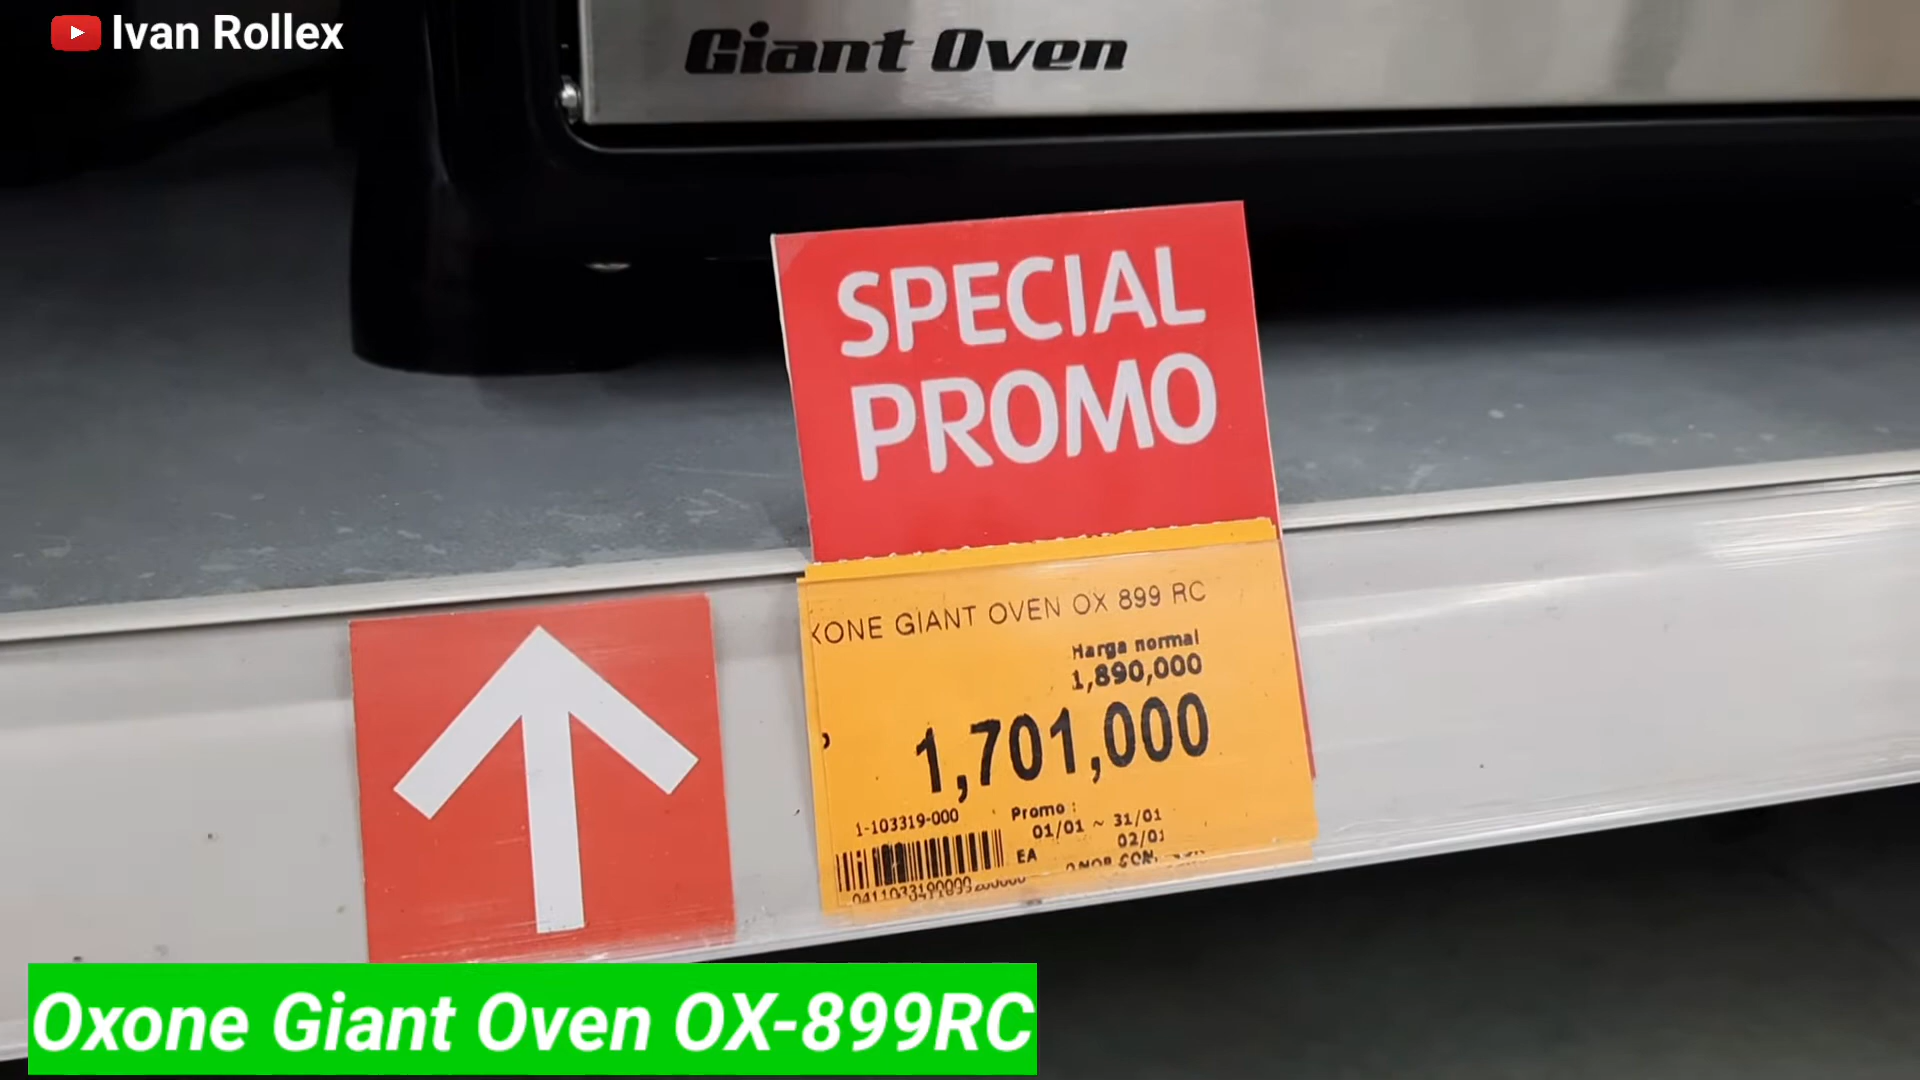 Ivan Rollex
Giant Oven
SPECIAL
PROMO
XONE GIANT OVEN OX 899 RC
Harga normal
1,890,000
1,701,000
1-103319-000
Promo :
01/01 ~ 31/01
EA
02/01
Oxone Giant Oven OX-899RC